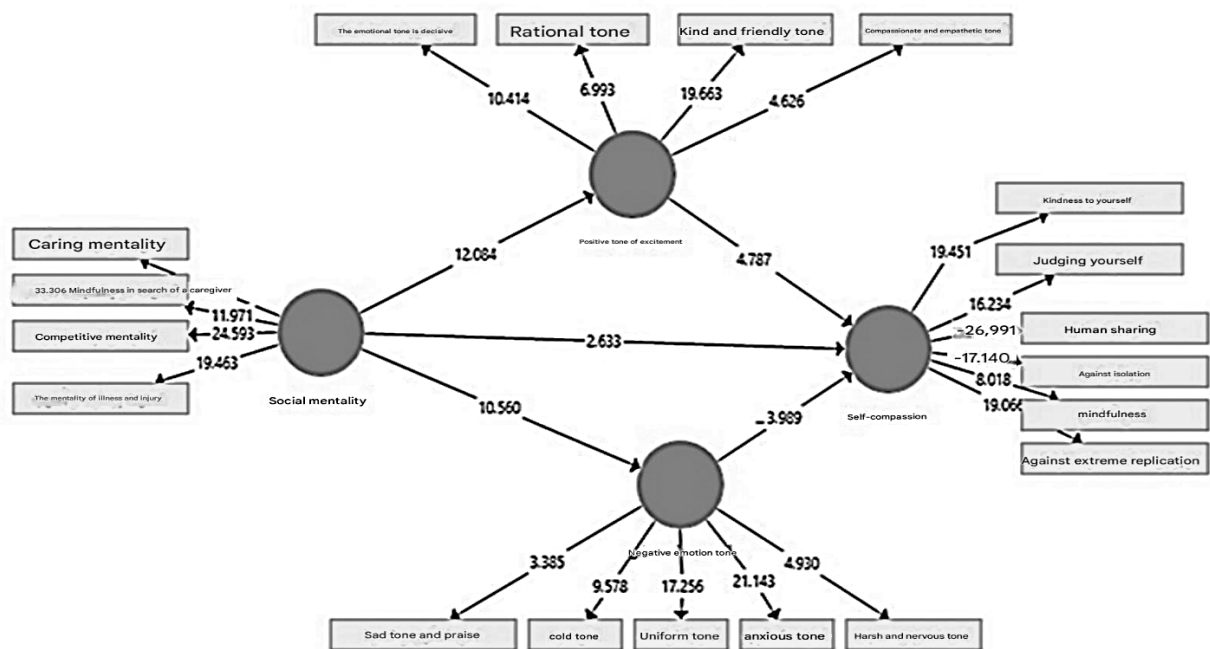 The emotional tone is decisive
Rational tone
Kind and friendly tone
Compassionate and empathetic tone
10.414
6.993
19.663
4.626
Positive tone of excitement
12.084
4.787
Caring mentality
33.306 Mindfulness in search of a caregiver
11.971
Competitive mentality
24.593
19.463
The mentality of illness and injury
Social mentality
2.633
10.560
-3.989
Self-compassion
Kindness to yourself
19.451
Judging yourself
16.234
-26,991
Human sharing
-17.140
Against isolation
8.018
mindfulness
19.066
Against extreme replication
Negative emotion tone
3.385
9.578
17.256
21.143
4.930
Sad tone and praise
cold tone
Uniform tone
anxious tone
Harsh and nervous tone